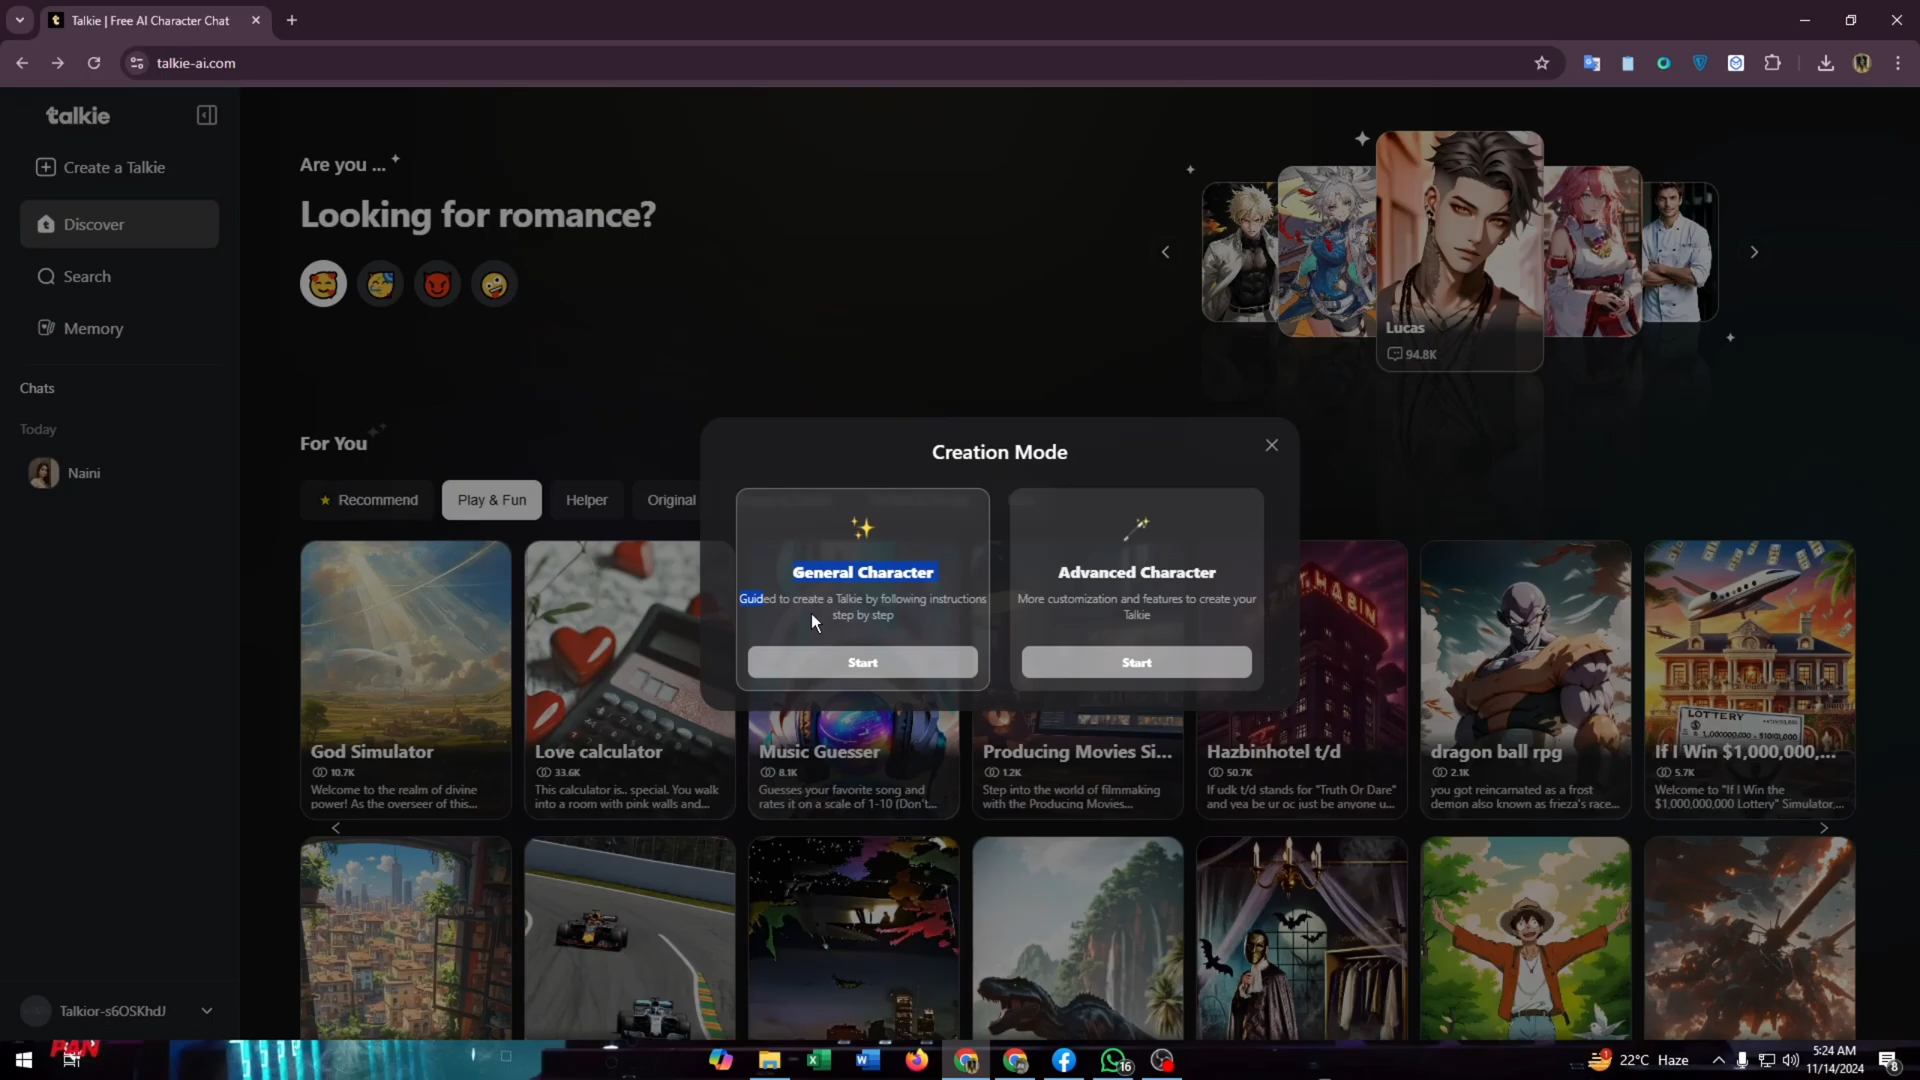 Talkie | Free AI Character Chat
talkie-ai.com
talkie
Create a Talkie
Discover
Search
Memory
Chats
Today
Naini
Talkior-s6OSKhdJ
Are you ...
Looking for romance?
Lucas
94.8K
For You
Recommend
Play & Fun
Helper
Original
Creation Mode
General Character
Guided to create a Talkie by following instructions
step by step
Start
Advanced Character
More customization and features to create your
Talkie
Start
God Simulator
10.7K
Welcome to the realm of divine
power! As the overseer of this...
Love calculator
33.6K
This calculator is.. special. You walk
into a room with pink walls and...
Music Guesser
8.1K
Guesses your favorite song and
rates it on a scale of 1-10 (Don't...
Producing Movies Si...
1.2K
Step into the world of filmmaking
with the Producing Movies...
Hazbinhotel t/d
50.7K
If udk t/d stands for "Truth Or Dare"
and yea be ur oc just be anyone u...
dragon ball rpg
2.1K
you got reincarnated as a frost
demon also known as frieza's race...
LOTTERY
If I Win $1,000,000,...
5.7K
Welcome to "If I Win the
$1,000,000,000 Lottery" Simulator,...
PAN
16
1
22°C Haze
5:24 AM
11/14/2024
8